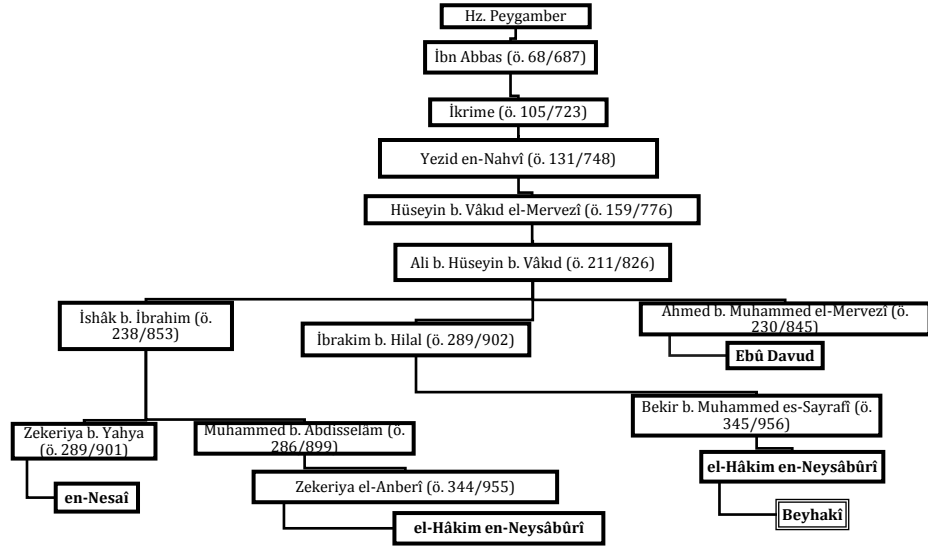 Hz. Peygamber
İbn Abbas (ö. 68/687)
İkrime (ö. 105/723)
Yezid en-Nahvî (ö. 131/748)
Hüseyin b. Vâkıd el-Mervezî (ö. 159/776)
Ali b. Hüseyin b. Vâkıd (ö. 211/826)
İshâk b. İbrahim (ö.
238/853)
İbrakim b. Hilal (ö. 289/902)
Ahmed b. Muhammed el-Mervezî (ö.
230/845)
Ebû Davud
Zekeriya b. Yahya
(ö. 289/901)
Muhammed b. Abdisselâm (ö.
286/899)
Bekir b. Muhammed es-Sayrafî (ö.
345/956)
en-Nesaî
Zekeriya el-Anberî (ö. 344/955)
el-Hâkim en-Neysâbûrî
el-Hâkim en-Neysâbûrî
Beyhakî